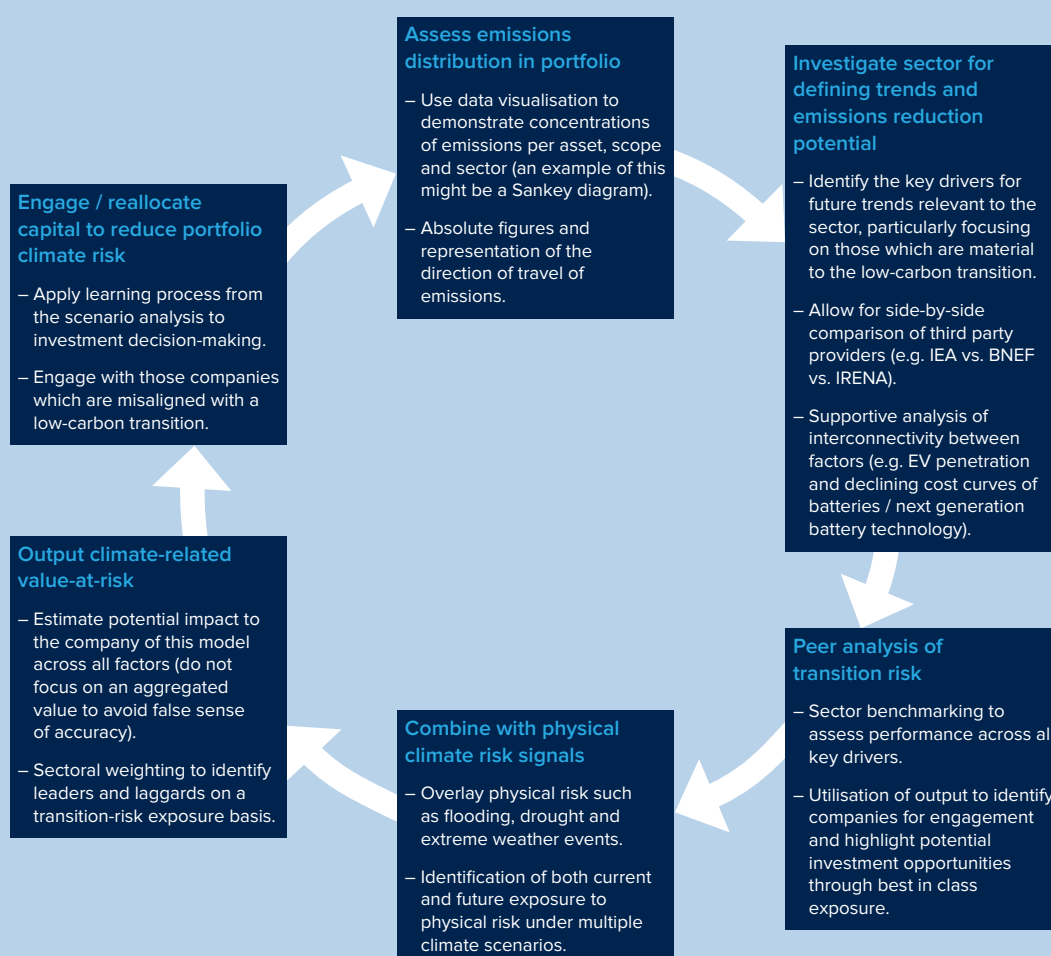 Assess emissions
distribution in portfolio
– Use data visualisation to
demonstrate concentrations
of emissions per asset, scope
and sector (an example of this
might be a Sankey diagram).
– Absolute figures and
representation of the
direction of travel of
emissions.
Investigate sector for
defining trends and
emissions reduction
potential
– Identify the key drivers for
future trends relevant to the
sector, particularly focusing
on those which are material
to the low-carbon transition.
– Allow for side-by-side
comparison of third party
providers (e.g. IEA vs. BNEF
vs. IRENA).
– Supportive analysis of
interconnectivity between
factors (e.g. EV penetration
and declining cost curves of
batteries / next generation
battery technology).
Peer analysis of
transition risk
– Sector benchmarking to
assess performance across al
key drivers.
– Utilisation of output to identify
companies for engagement
and highlight potential
investment opportunities
through best in class
exposure.
Combine with physical
climate risk signals
– Overlay physical risk such
as flooding, drought and
extreme weather events.
– Identification of both current
and future exposure to
physical risk under multiple
climate scenarios.
Output climate-related
value-at-risk
– Estimate potential impact to
the company of this model
across all factors (do not
focus on an aggregated
value to avoid false sense
of accuracy).
– Sectoral weighting to identify
leaders and laggards on a
transition-risk exposure basis.
Engage / reallocate
capital to reduce portfolio
climate risk
– Apply learning process from
the scenario analysis to
investment decision-making.
– Engage with those companies
which are misaligned with a
low-carbon transition.